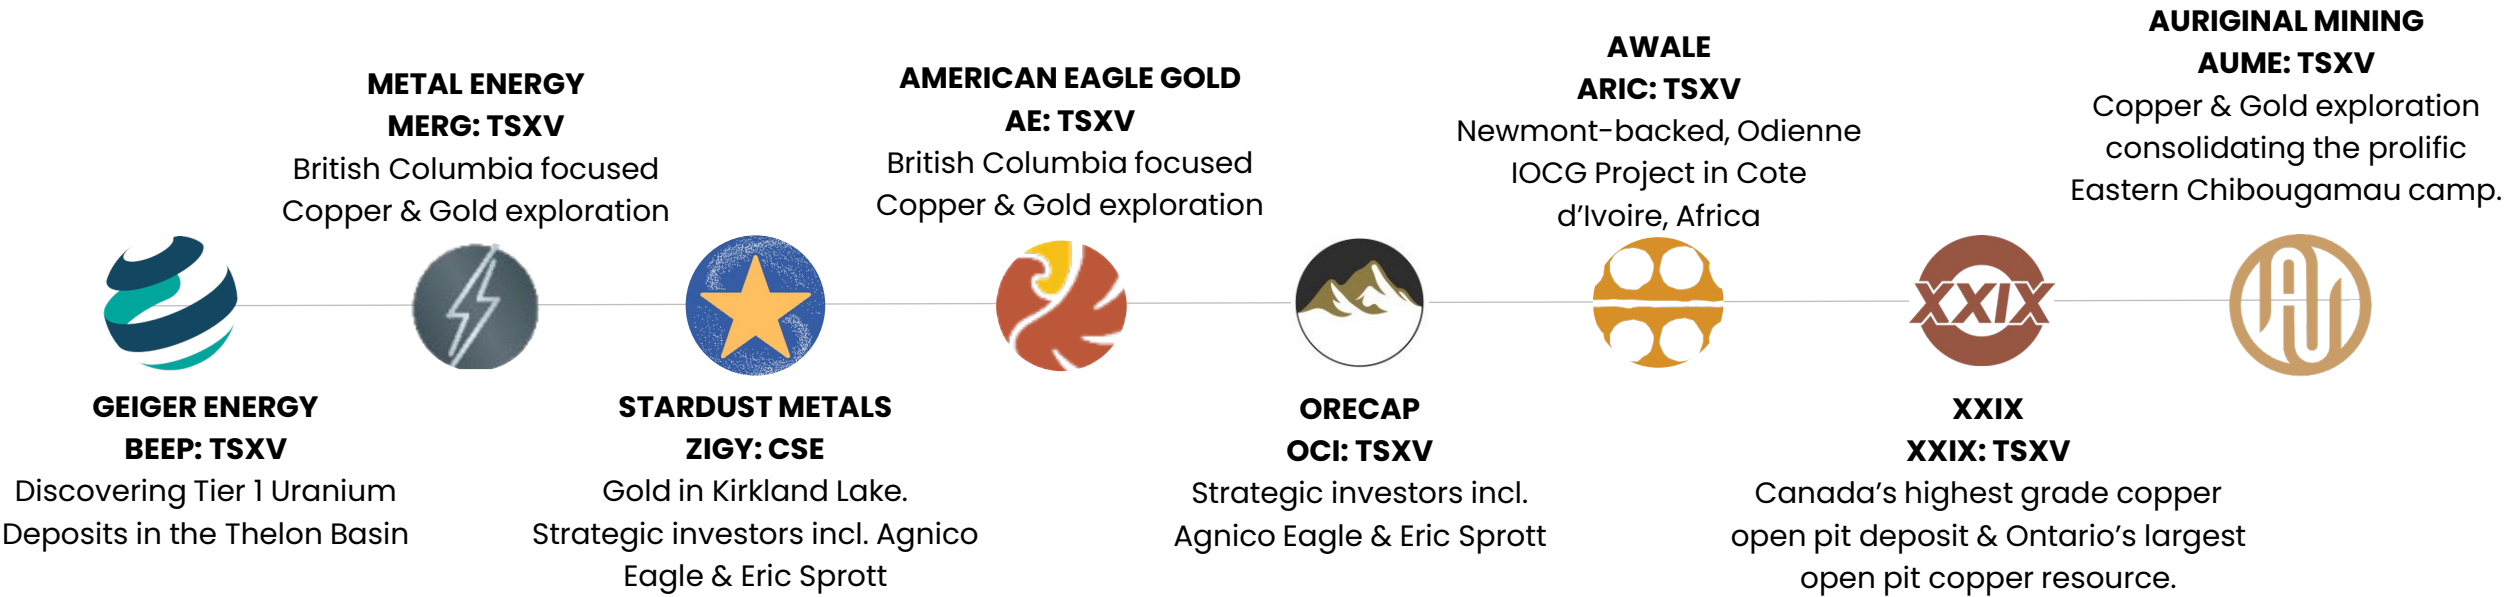 GEIGER ENERGY
BEEP: TSXV
Discovering Tier 1 Uranium
Deposits in the Thelon Basin
METAL ENERGY
MERG: TSXV
British Columbia focused
Copper & Gold exploration
STARDUST METALS
ZIGY: CSE
Gold in Kirkland Lake.
Strategic investors incl. Agnico
Eagle & Eric Sprott
AMERICAN EAGLE GOLD
AE: TSXV
British Columbia focused
Copper & Gold exploration
ORECAP
OCI: TSXV
Strategic investors incl.
Agnico Eagle & Eric Sprott
AWALE
ARIC: TSXV
Newmont-backed, Odienne
IOCG Project in Cote
d’Ivoire, Africa
XXIX
XXIX
XXIX: TSXV
Canada’s highest grade copper
open pit deposit & Ontario’s largest
open pit copper resource.
AURIGINAL MINING
AUME: TSXV
Copper & Gold exploration
consolidating the prolific
Eastern Chibougamau camp.